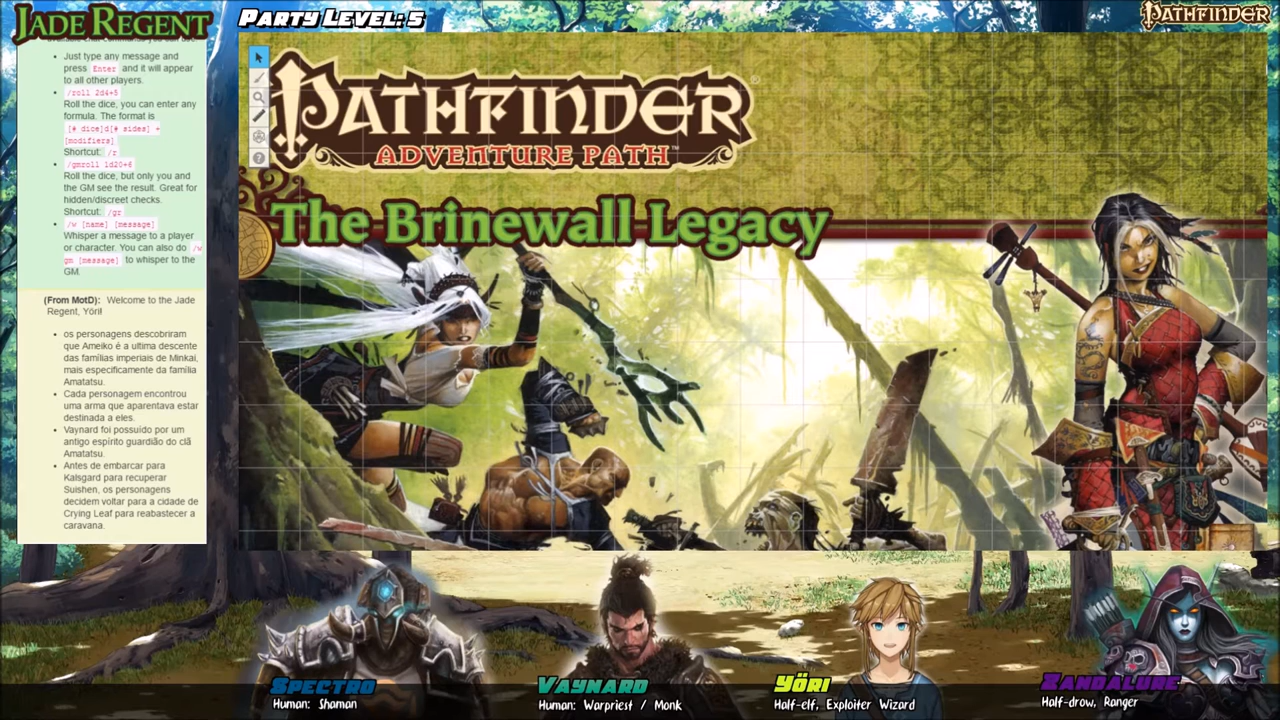 JADE REGENT
PARTY LEVEL: 5
PATHFINDER
Just type any message and
press Enter and it will appear
to all other players.
/roll 2d4+5
Roll the dice, you can enter any
formula. The format is
[# dice]d[# sides] +
[modifiers]
Shortcut: /r
/gmroll 1d20+6
Roll the dice, but only you and
the GM see the result. Great for
hidden/discreet checks.
Shortcut: /gr
/w [name] [message]
Whisper a message to a player
or character. You can also do /w
gm [message] to whisper to the
GM.
(From MotD): Welcome to the Jade
Regent, Yöri!
os personagens descobriram
que Ameiko é a ultima descente
das famílias imperiais de Minkai,
mais especificamente da família
Amatatsu.
Cada personagem encontrou
uma arma que aparentava estar
destinada a eles.
Vaynard foi possuído por um
antigo espírito guardião do clã
Amatatsu.
Antes de embarcar para
Kalsgard para recuperar
Suishen, os personagens
decidem voltar para a cidade de
Crying Leaf para reabastecer a
caravana.
PATHFINDER®
ADVENTURE PATH™
The Brinewall Legacy
SPECTRO
Human: Shaman
VAYNARD
Human: Warpriest / Monk
YÖRI
Half-elf, Exploiter Wizard
ZANDALURE
Half-drow, Ranger